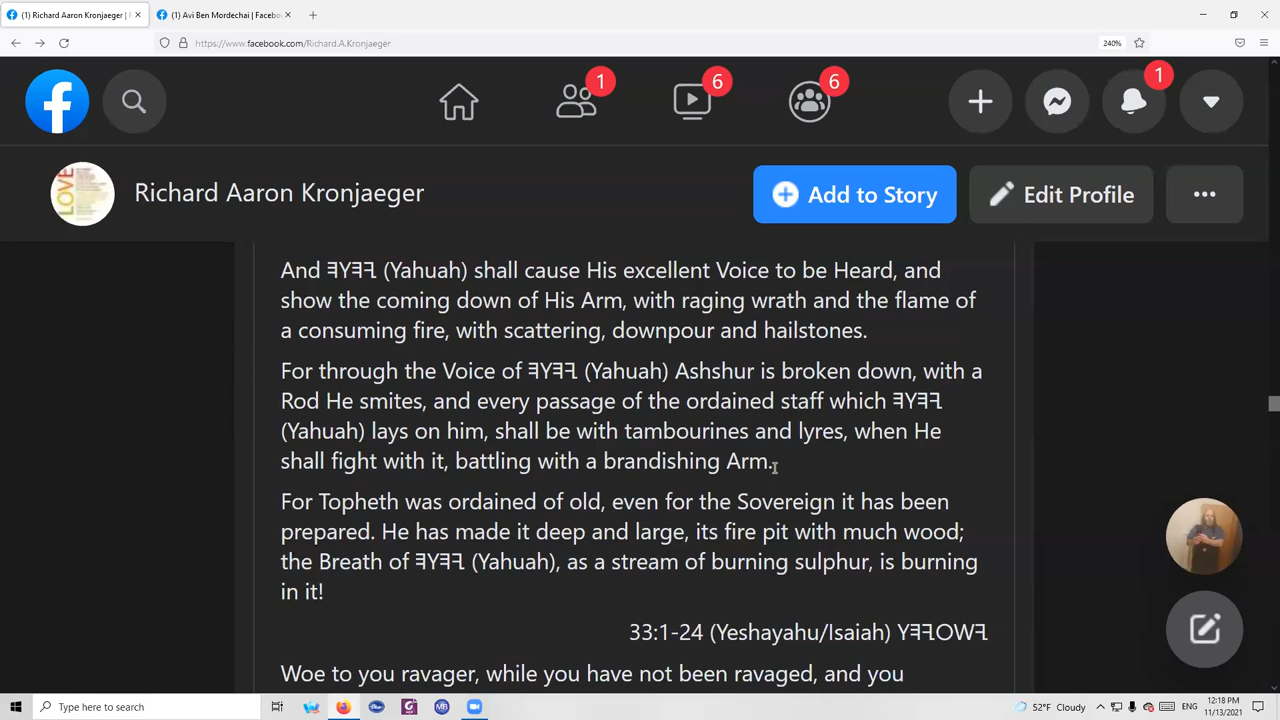 (1) Richard Aaron Kronjaeger |
(1) Avi Ben Mordechai | Facebo
https://www.facebook.com/Richard.A.Kronjaeger
240%
1
6
6
1
LOVE
Richard Aaron Kronjaeger
Add to Story
Edit Profile
And 𐤉𐤄𐤅𐤄 (Yahuah) shall cause His excellent Voice to be Heard, and
show the coming down of His Arm, with raging wrath and the flame of
a consuming fire, with scattering, downpour and hailstones.
For through the Voice of 𐤉𐤄𐤅𐤄 (Yahuah) Ashshur is broken down, with a
Rod He smites, and every passage of the ordained staff which 𐤉𐤄𐤅𐤄
(Yahuah) lays on him, shall be with tambourines and lyres, when He
shall fight with it, battling with a brandishing Arm.
For Topheth was ordained of old, even for the Sovereign it has been
prepared. He has made it deep and large, its fire pit with much wood;
the Breath of 𐤉𐤄𐤅𐤄 (Yahuah), as a stream of burning sulphur, is burning
in it!
33:1-24 (Yeshayahu/Isaiah) 𐤉𐤔𐤏𐤉𐤄𐤅
Woe to you ravager, while you have not been ravaged, and you
Type here to search
52°F Cloudy
12:18 PM
11/13/2021